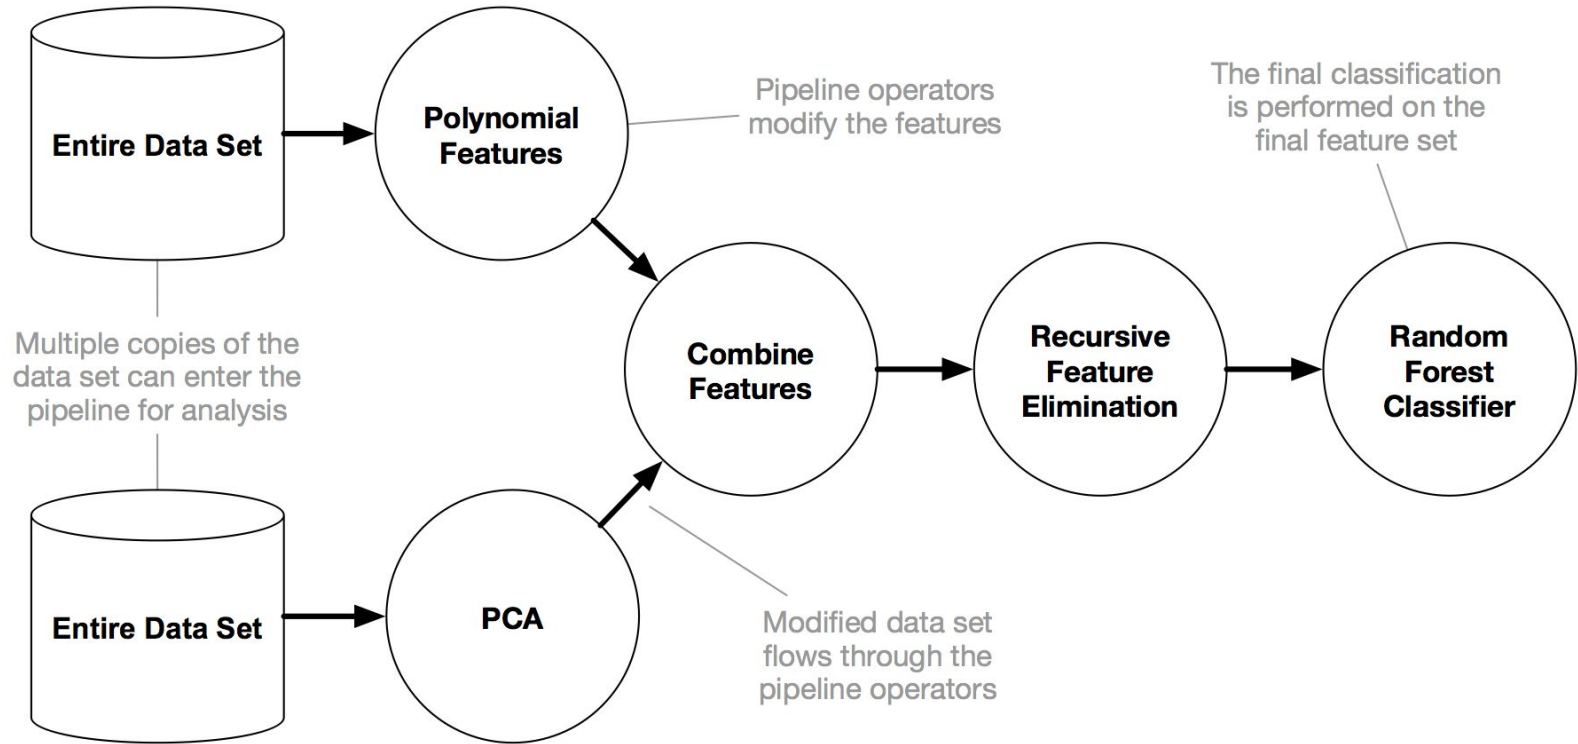 Entire Data Set
Polynomial
Features
Pipeline operators
modify the features
The final classification
is performed on the
final feature set
Multiple copies of the
data set can enter the
pipeline for analysis
Combine
Features
Recursive
Feature
Elimination
Random
Forest
Classifier
Entire Data Set
PCA
Modified data set
flows through the
pipeline operators